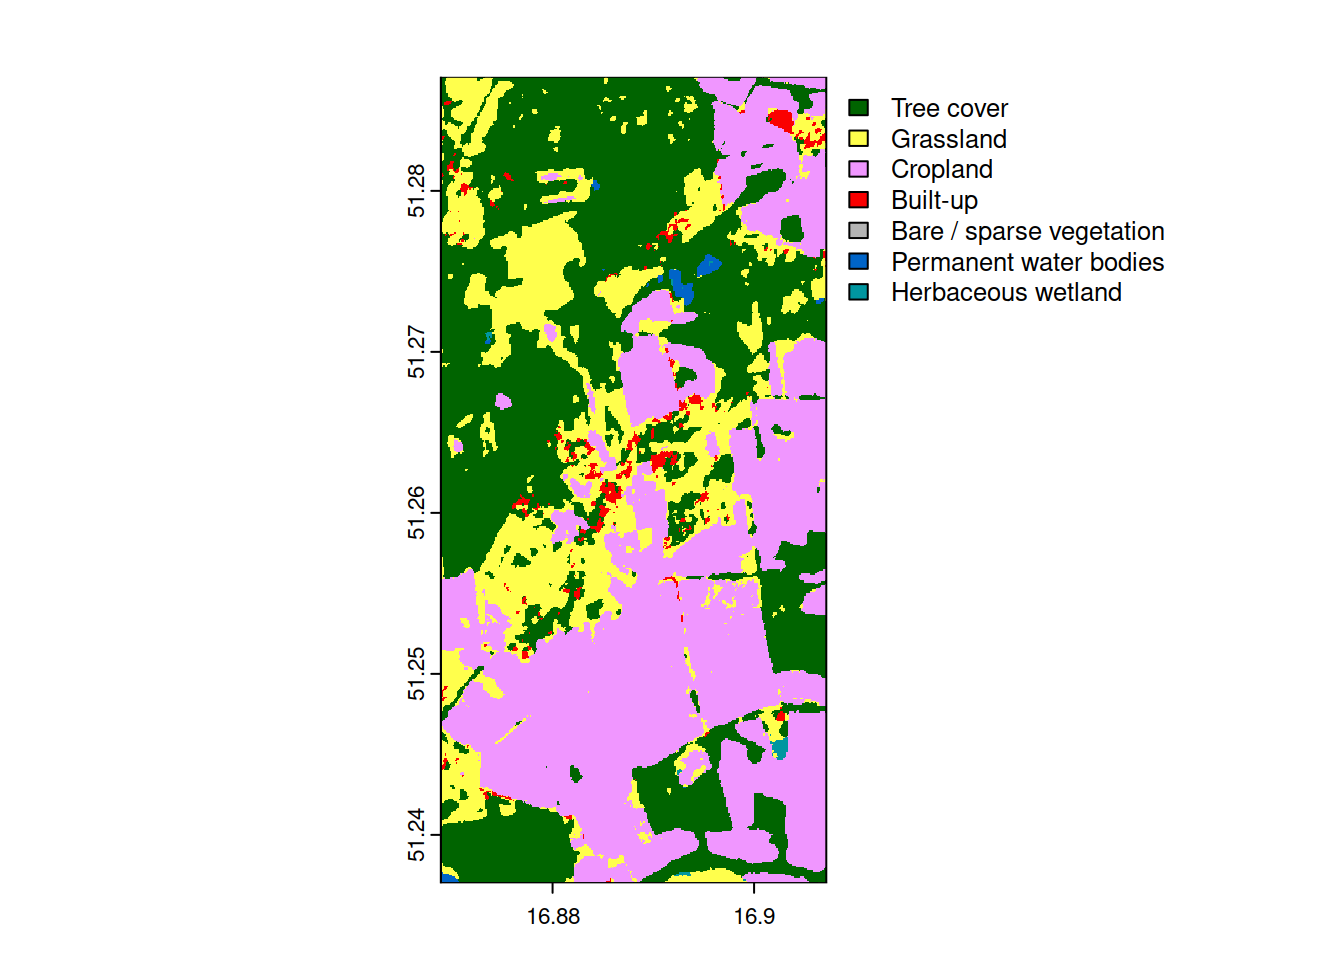 Tree cover
Grassland
Cropland
Built-up
Bare / sparse vegetation
Permanent water bodies
Herbaceous wetland
51.28
51.27
51.26
51.25
51.24
16.88
16.9